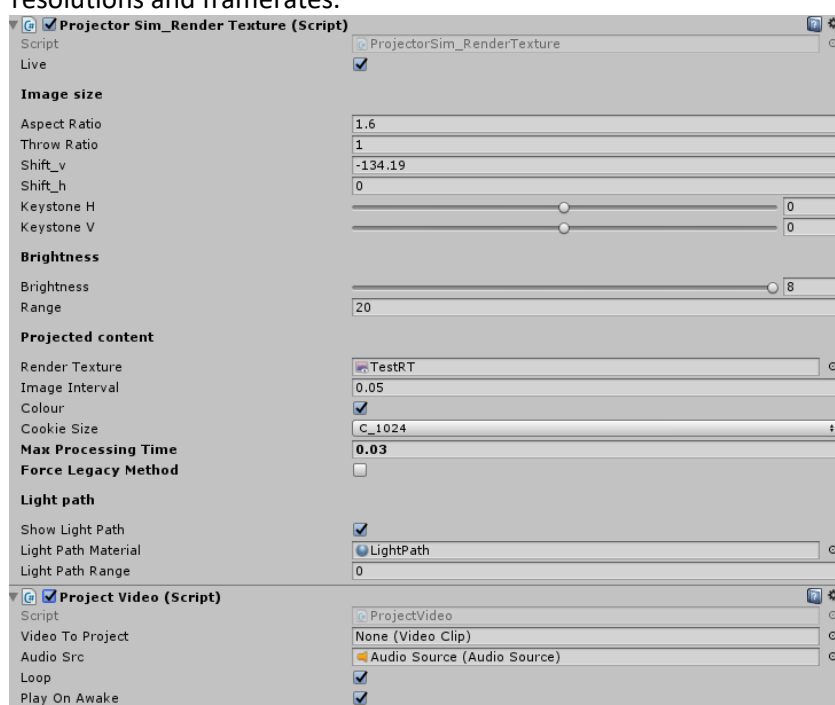 resolutions and framerates.
Projector Sim_Render Texture (Script)
Script ProjectorSim_RenderTexture
Live
Image size
Aspect Ratio 1.6
Throw Ratio 1
Shift_v -134.19
Shift_h 0
Keystone H 0
Keystone V 0
Brightness
Brightness 8
Range 20
Projected content
Render Texture TestRT
Image Interval 0.05
Colour
Cookie Size C_1024
Max Processing Time 0.03
Force Legacy Method
Light path
Show Light Path
Light Path Material LightPath
Light Path Range 0
Project Video (Script)
Script ProjectVideo
Video To Project None (Video Clip)
Audio Src Audio Source (Audio Source)
Loop
Play On Awake